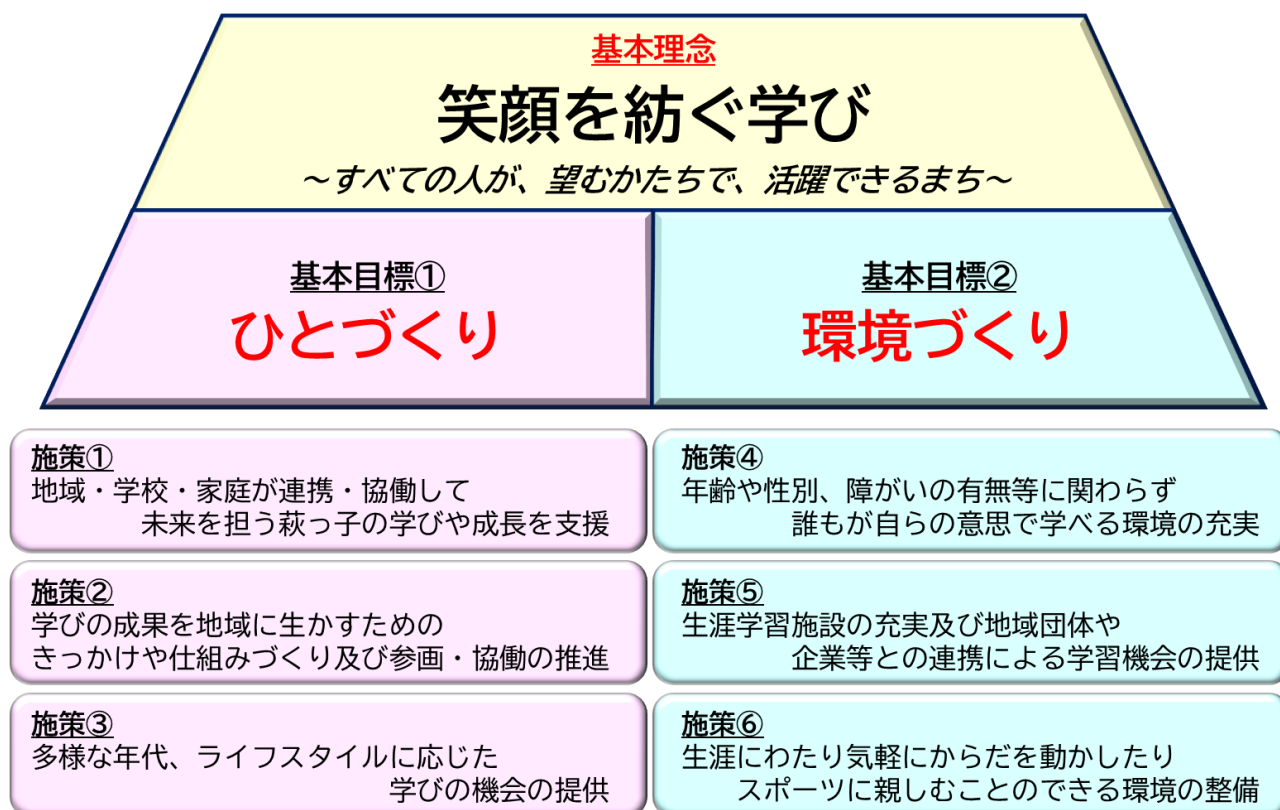 基本理念
笑顔を紡ぐ学び
～すべての人が、望むかたちで、活躍できるまち～
基本目標①
ひとづくり
基本目標②
環境づくり
施策①
地域・学校・家庭が連携・協働して
未来を担う萩っ子の学びや成長を支援
施策②
学びの成果を地域に生かすための
きっかけや仕組みづくり及び参画・協働の推進
施策③
多様な年代、ライフスタイルに応じた
学びの機会の提供
施策④
年齢や性別、障がいの有無等に関わらず
誰もが自らの意思で学べる環境の充実
施策⑤
生涯学習施設の充実及び地域団体や
企業等との連携による学習機会の提供
施策⑥
生涯にわたり気軽にからだを動かしたり
スポーツに親しむことのできる環境の整備